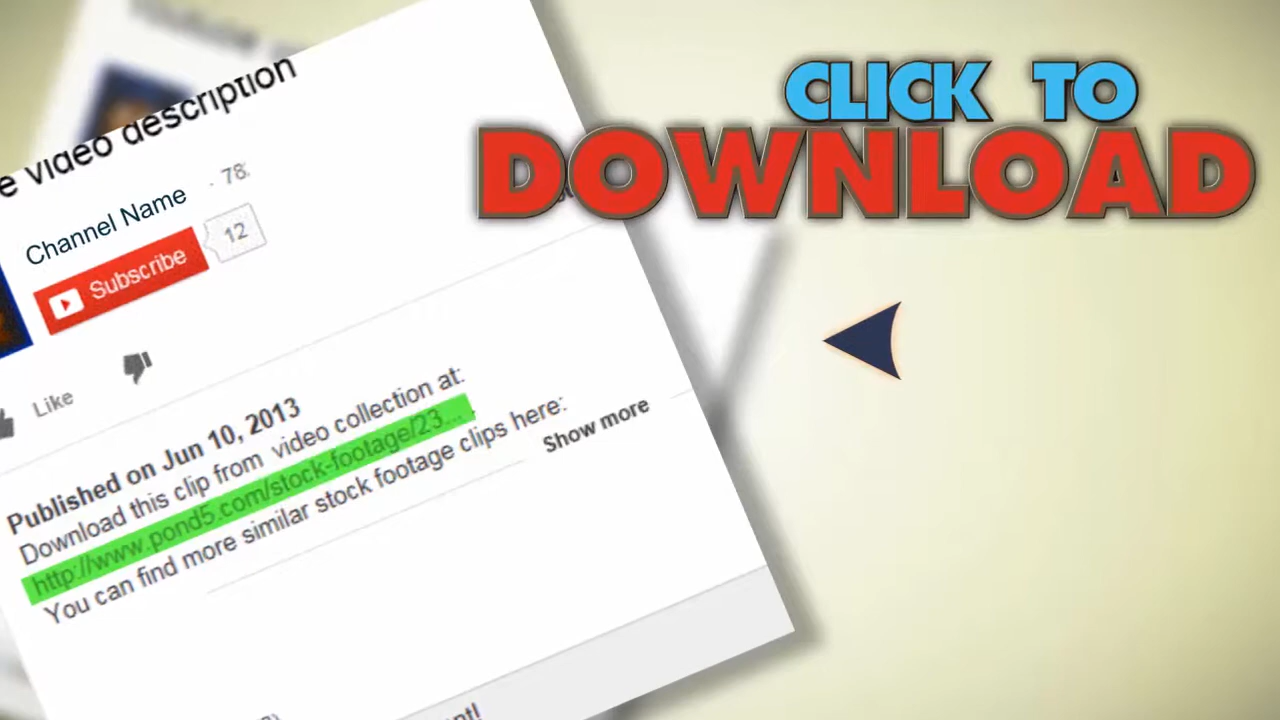 CLICK TO
DOWNLOAD
e video description
Channel Name
78
Subscribe
12
Like
Published on Jun 10, 2013
Download this clip from video collection at:
http://www.pond5.com/stock-footage/23...
You can find more similar stock footage clips here:
Show more